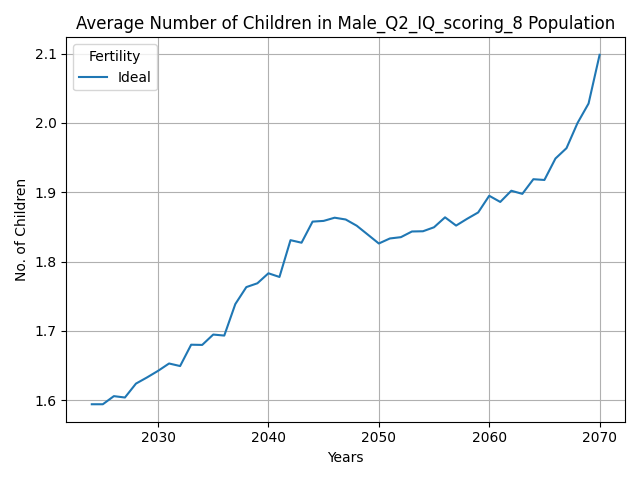 Average Number of Children in Male_Q2_IQ_scoring_8 Population
Fertility
Ideal
No. of Children
2.1
2.0
1.9
1.8
1.7
1.6
2030 2040 2050 2060 2070
Years